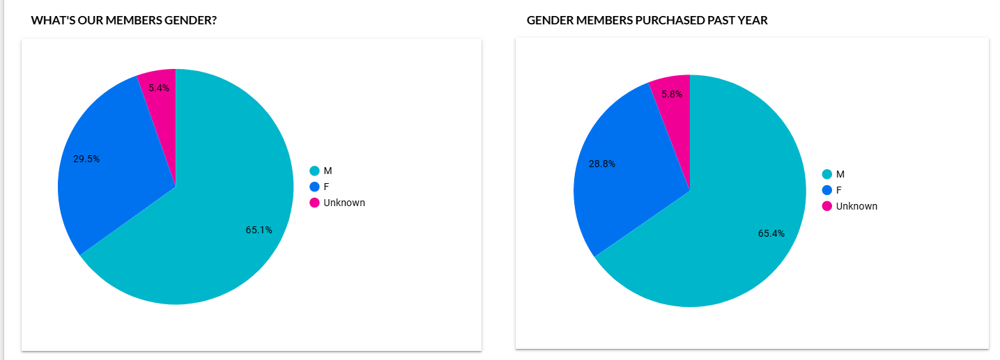 WHAT'S OUR MEMBERS GENDER?
5.4%
29.5%
65.1%
M
F
Unknown
GENDER MEMBERS PURCHASED PAST YEAR
5.8%
28.8%
65.4%
M
F
Unknown